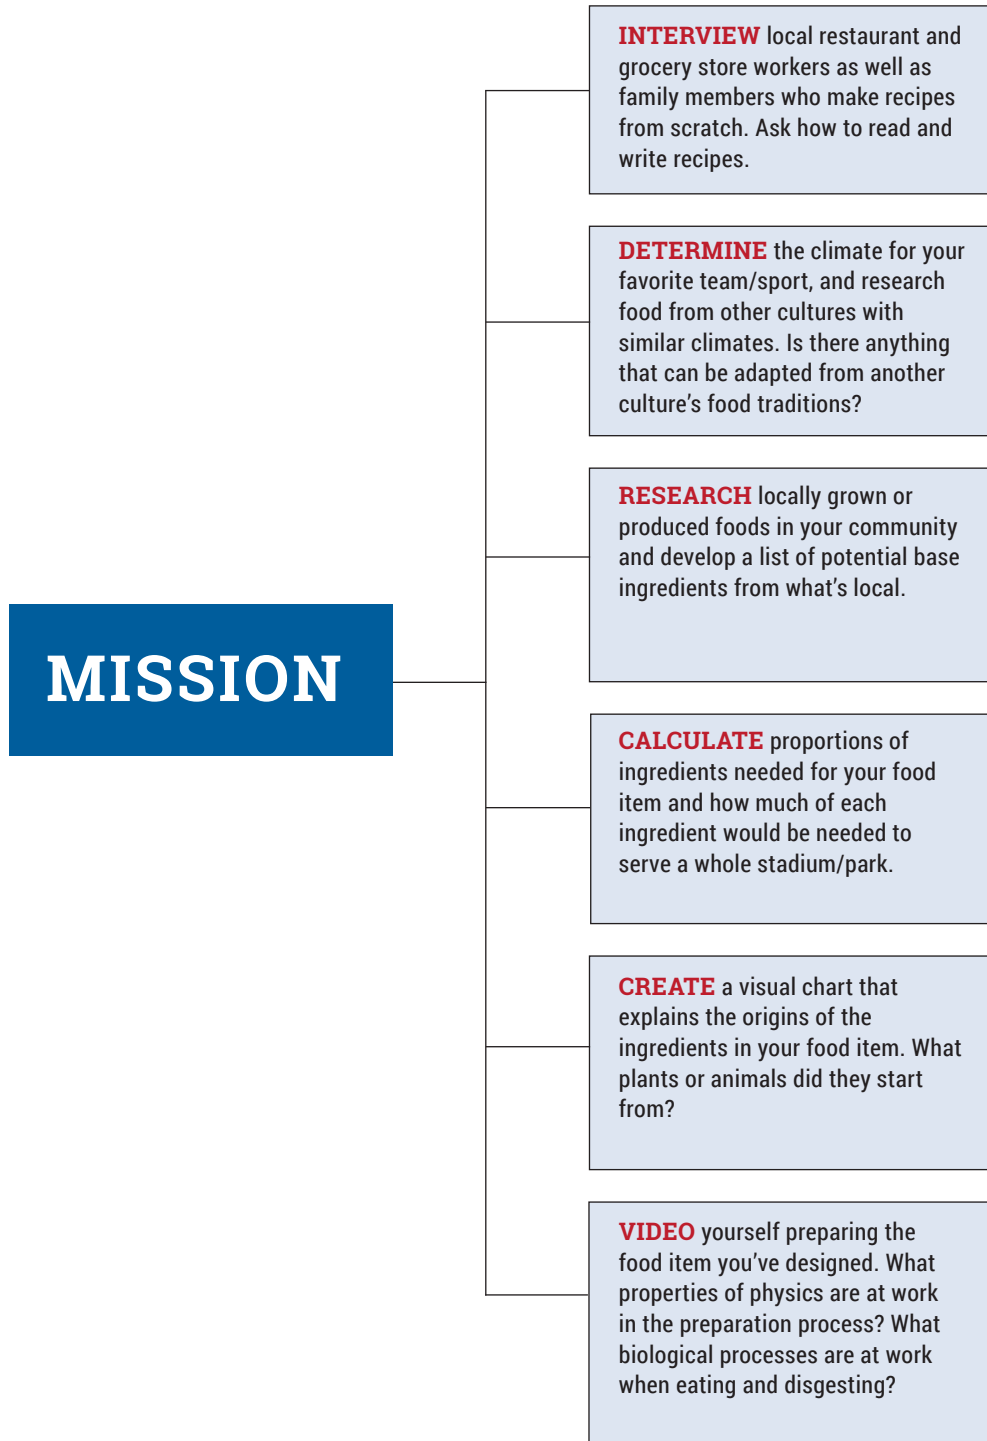 INTERVIEW local restaurant and
grocery store workers as well as
family members who make recipes
from scratch. Ask how to read and
write recipes.
DETERMINE the climate for your
favorite team/sport, and research
food from other cultures with
similar climates. Is there anything
that can be adapted from another
culture’s food traditions?
RESEARCH locally grown or
produced foods in your community
and develop a list of potential base
ingredients from what’s local.
MISSION
CALCULATE proportions of
ingredients needed for your food
item and how much of each
ingredient would be needed to
serve a whole stadium/park.
CREATE a visual chart that
explains the origins of the
ingredients in your food item. What
plants or animals did they start
from?
VIDEO yourself preparing the
food item you’ve designed. What
properties of physics are at work
in the preparation process? What
biological processes are at work
when eating and disgesting?